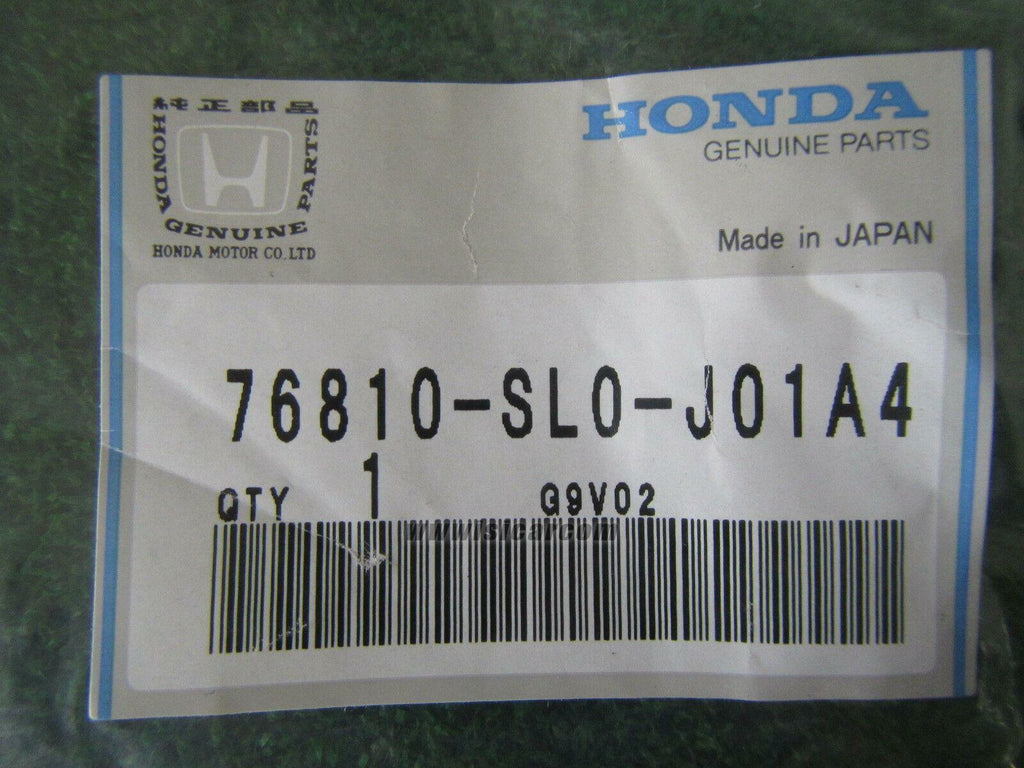 純正部品
HONDA
PARTS
GENUINE
HONDA MOTOR CO.LTD
HONDA
GENUINE PARTS
Made in JAPAN
76810-SL0-J01A4
QTY 1 G9V02